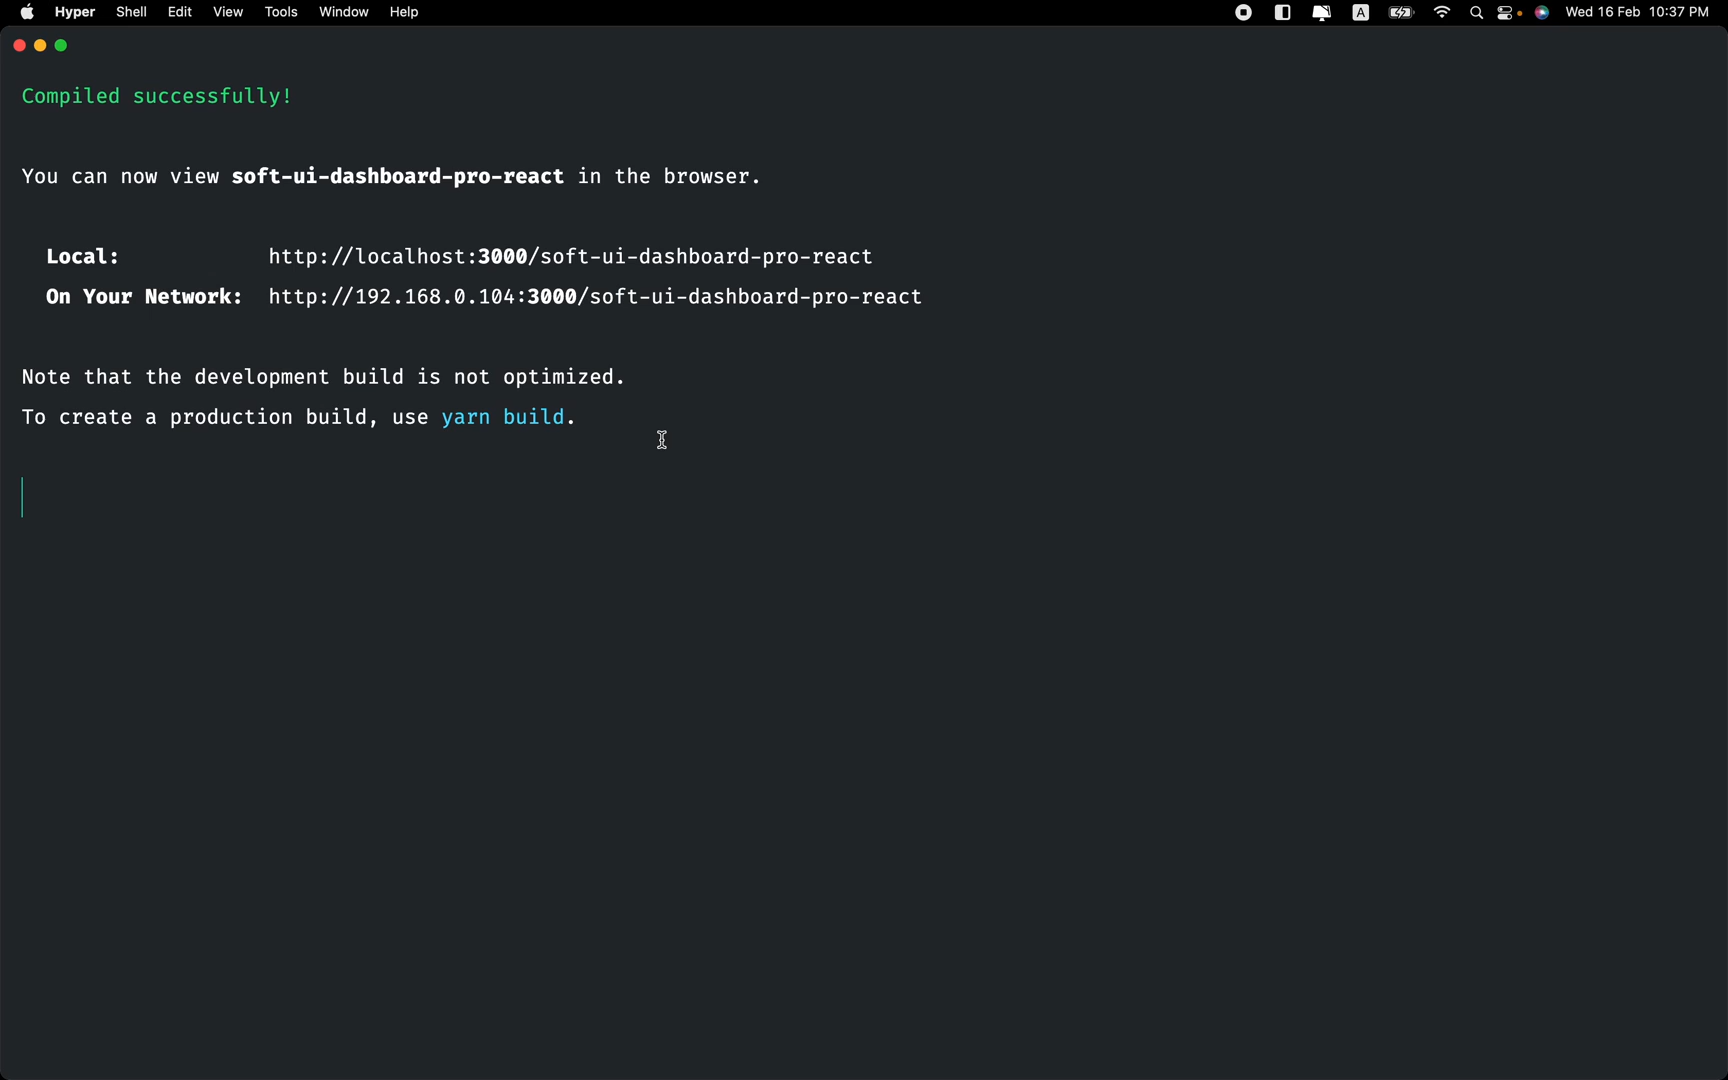 Hyper Shell Edit View Tools Window Help A Wed 16 Feb 10:37 PM
Compiled successfully!
You can now view soft-ui-dashboard-pro-react in the browser.
Local: http://localhost:3000/soft-ui-dashboard-pro-react
On Your Network: http://192.168.0.104:3000/soft-ui-dashboard-pro-react
Note that the development build is not optimized.
To create a production build, use yarn build.